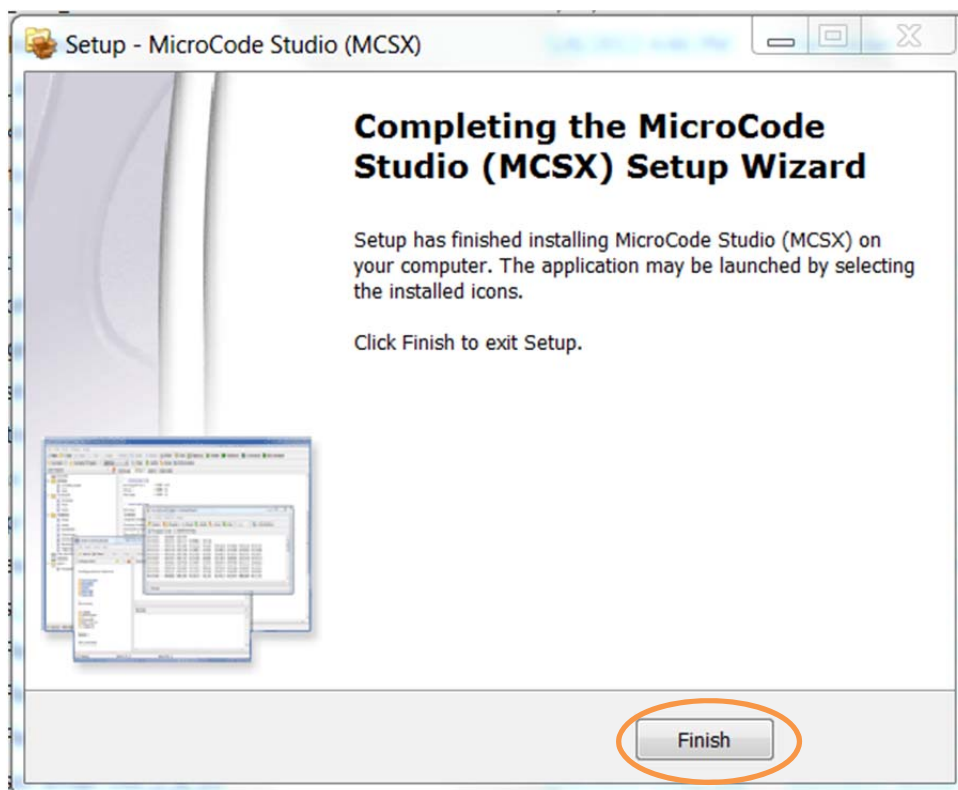 Setup - MicroCode Studio (MCSX)
Completing the MicroCode
Studio (MCSX) Setup Wizard
Setup has finished installing MicroCode Studio (MCSX) on
your computer. The application may be launched by selecting
the installed icons.
Click Finish to exit Setup.
Finish